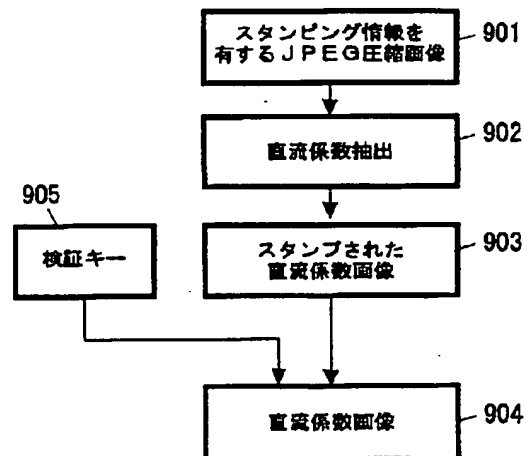 スタンピング情報を
有するJPEG圧縮画像
901
直流係数抽出
902
905
検証キー
スタンプされた
直流係数画像
903
直流係数画像
904